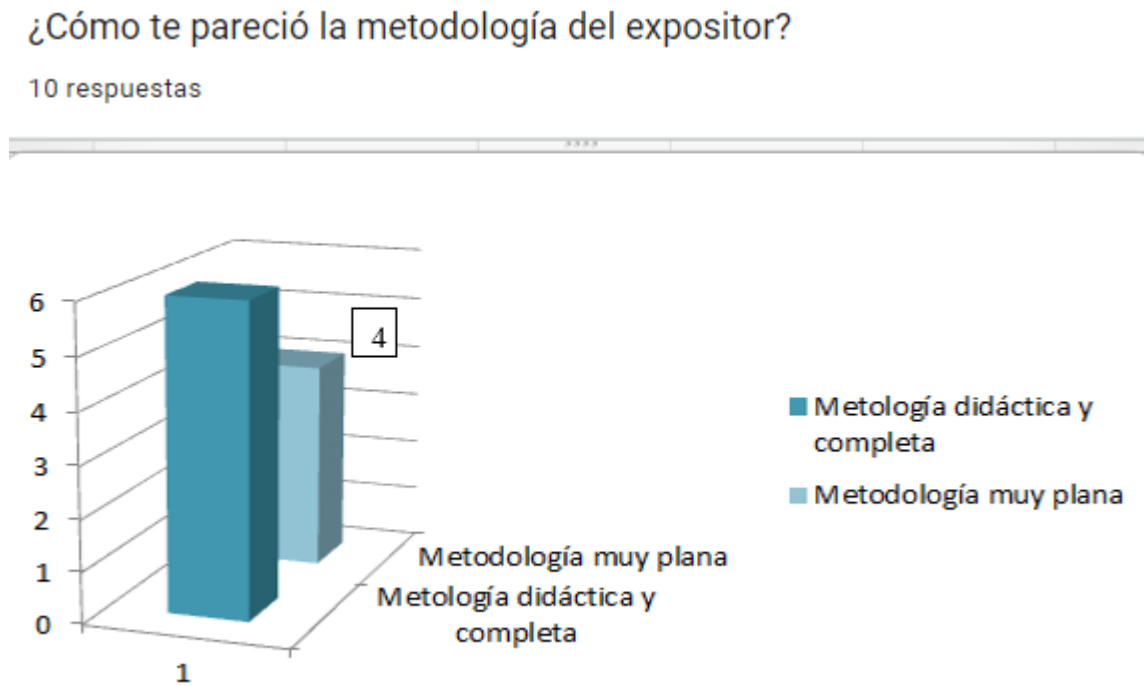 ¿Cómo te pareció la metodología del expositor?
10 respuestas
6
5
4
3
2
1
0
4
1
Metodología muy plana
Metología didáctica y
completa
Metología didáctica y
completa
Metodología muy plana